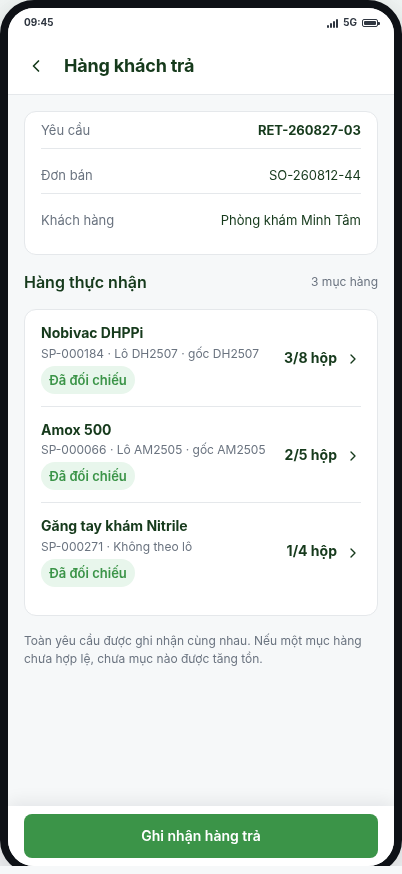 09:45
5G
Hàng khách trả
Yêu cầu RET-260827-03
Đơn bán SO-260812-44
Khách hàng Phòng khám Minh Tâm
Hàng thực nhận 3 mục hàng
Nobivac DHPPi
SP-000184 · Lô DH2507 · gốc DH2507
3/8 hộp
Đã đối chiếu
Amox 500
SP-000066 · Lô AM2505 · gốc AM2505
2/5 hộp
Đã đối chiếu
Găng tay khám Nitrile
SP-000271 · Không theo lô
1/4 hộp
Đã đối chiếu
Toàn yêu cầu được ghi nhận cùng nhau. Nếu một mục hàng
chưa hợp lệ, chưa mục nào được tăng tồn.
Ghi nhận hàng trả